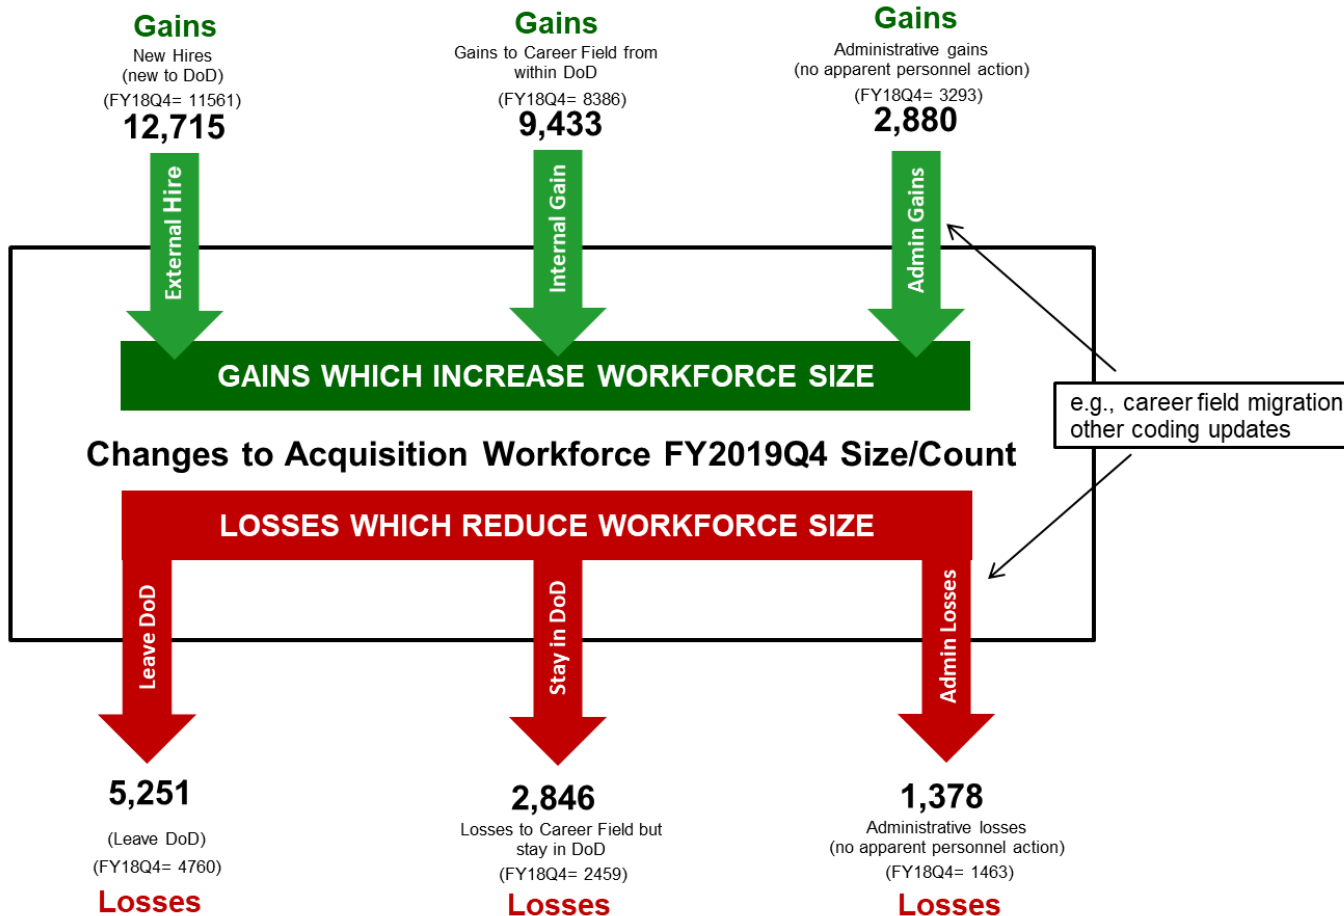 Gains
New Hires
(new to DoD)
(FY18Q4= 11561)
12,715
External Hire
Gains
Gains to Career Field from
within DoD
(FY18Q4= 8386)
9,433
Internal Gain
Gains
Administrative gains
(no apparent personnel action)
(FY18Q4= 3293)
2,880
Admin Gains
GAINS WHICH INCREASE WORKFORCE SIZE
e.g., career field migration
other coding updates
Changes to Acquisition Workforce FY2019Q4 Size/Count
LOSSES WHICH REDUCE WORKFORCE SIZE
Leave DoD
5,251
(Leave DoD)
(FY18Q4= 4760)
Losses
Stay in DoD
2,846
Losses to Career Field but
stay in DoD
(FY18Q4= 2459)
Losses
Admin Losses
1,378
Administrative losses
(no apparent personnel action)
(FY18Q4= 1463)
Losses